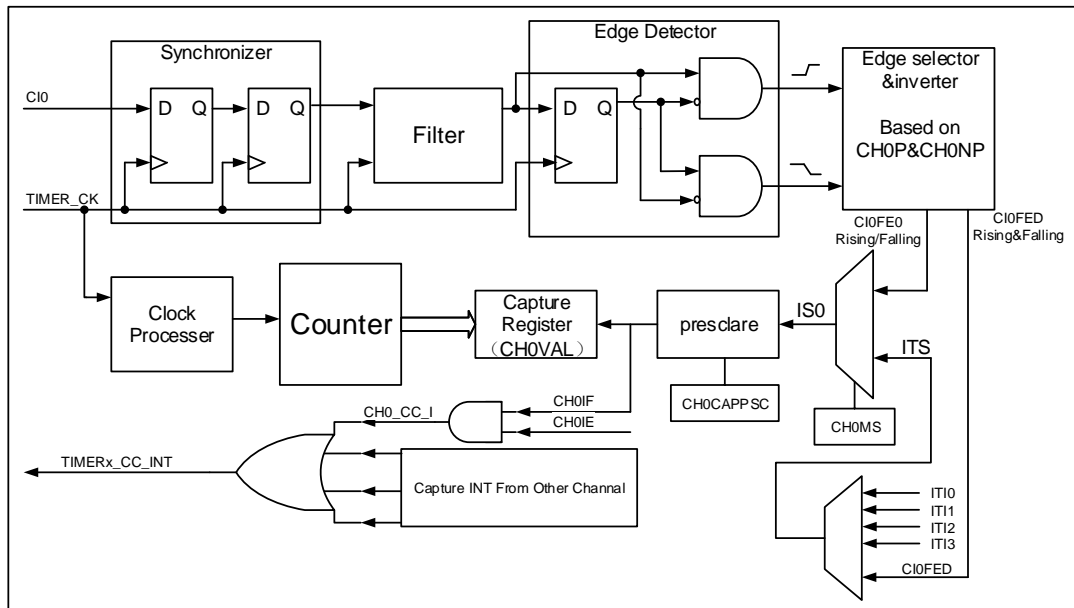 Synchronizer
Edge Detector
CI0
D Q
D Q
Filter
D Q
Edge selector
&inverter
Based on
CH0P&CH0NP
TIMER_CK
CI0FE0
Rising/Falling
CI0FED
Rising&Falling
Clock
Processer
Counter
Capture
Register
（CH0VAL）
presclare
IS0
ITS
CH0CAPPSC
CH0MS
CH0_CC_I
CH0IF
CH0IE
TIMERx_CC_INT
Capture INT From Other Channal
ITI0
ITI1
ITI2
ITI3
CI0FED